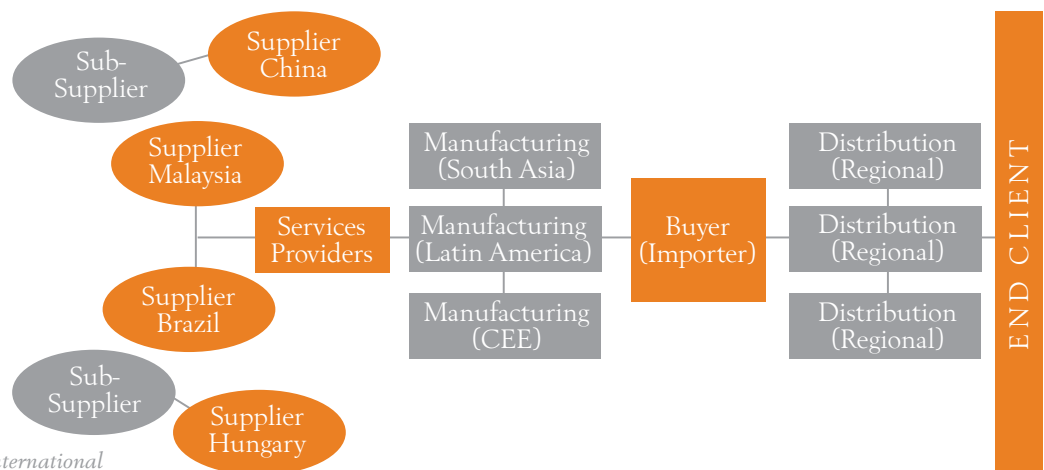 Sub-
Supplier
Supplier
China
Supplier
Malaysia
Supplier
Brazil
Sub-
Supplier
Supplier
Hungary
Services
Providers
Manufacturing
(South Asia)
Manufacturing
(Latin America)
Manufacturing
(CEE)
Buyer
(Importer)
Distribution
(Regional)
Distribution
(Regional)
Distribution
(Regional)
END CLIENT